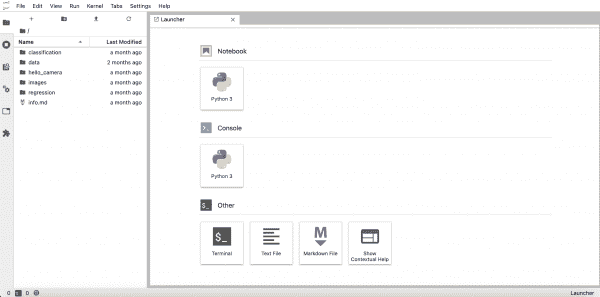 File Edit View Run Kernel Tabs Settings Help
Launcher
/
Name Last Modified
classification a month ago
data 2 months ago
hello_camera a month ago
images a month ago
regression a month ago
info.md a month ago
Notebook
Python 3
>_ Console
Python 3
$_ Other
$_
M
Terminal Text File Markdown File Show
Contextual Help
0 0 Launcher